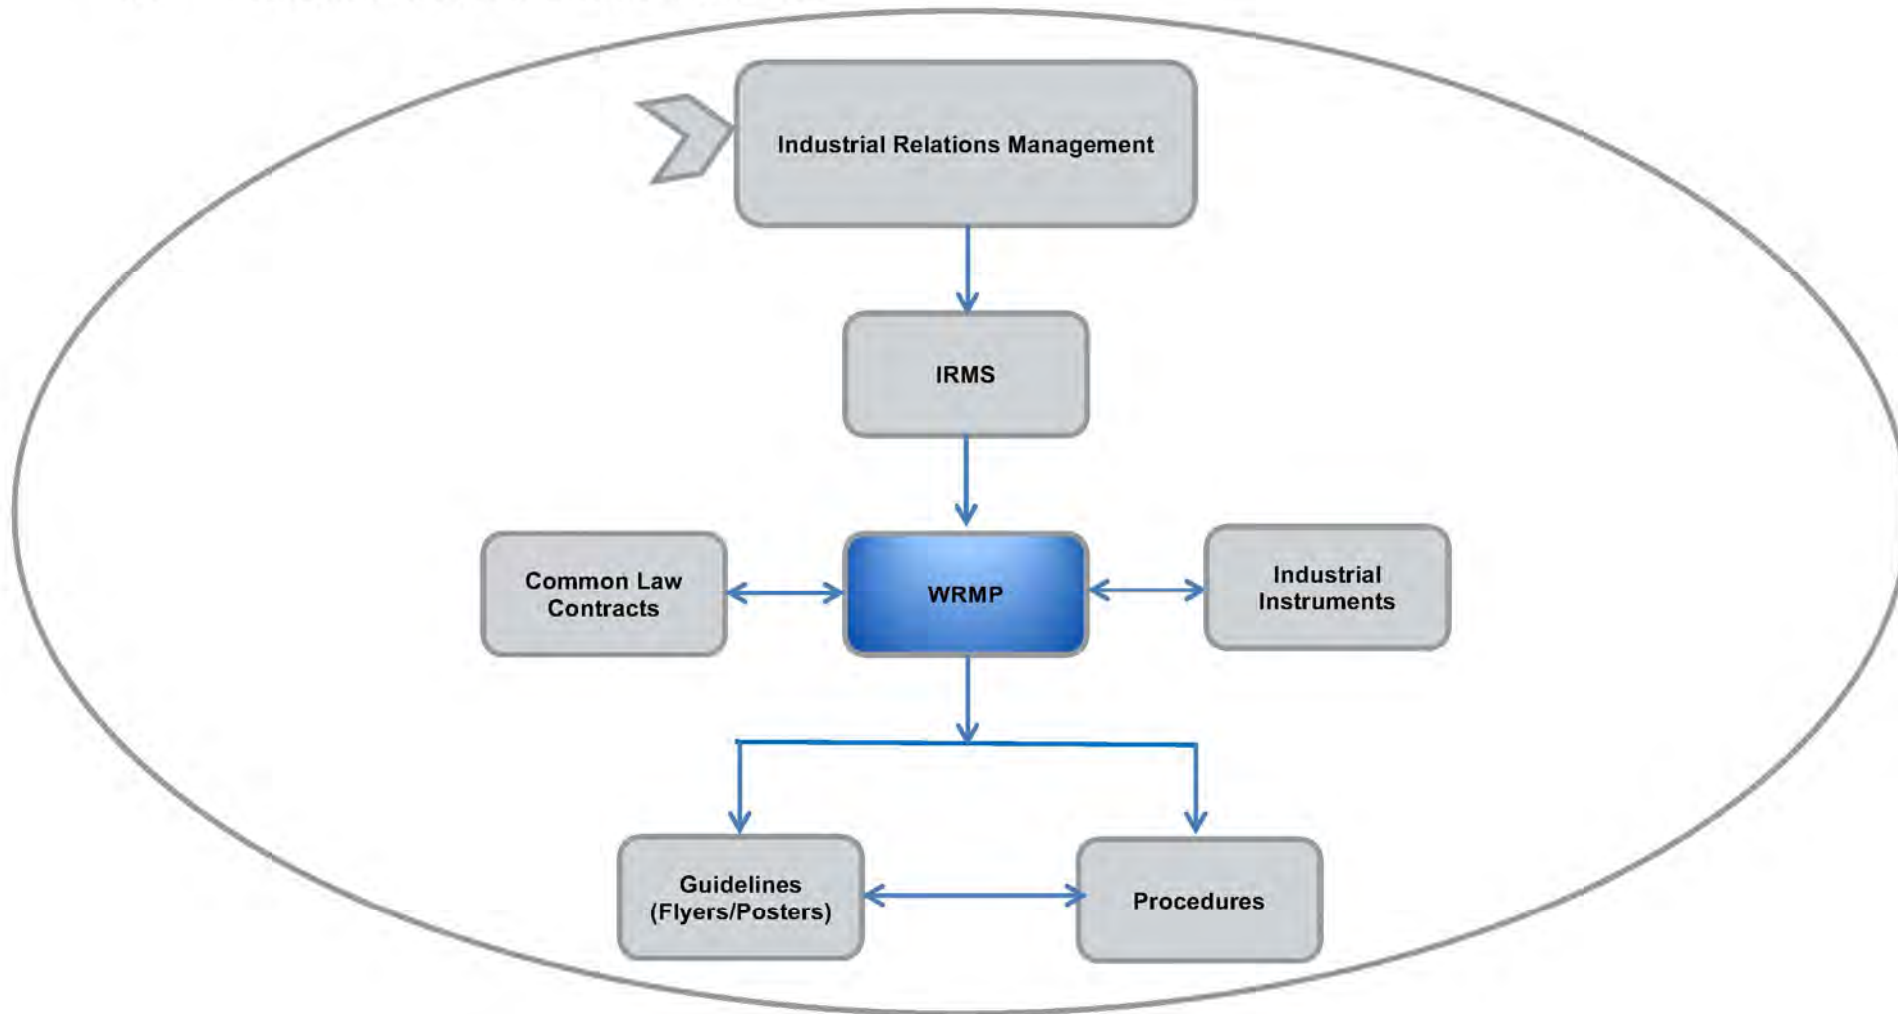 Industrial Relations Management
IRMS
Common Law
Contracts
WRMP
Industrial
Instruments
Guidelines
(Flyers/Posters)
Procedures